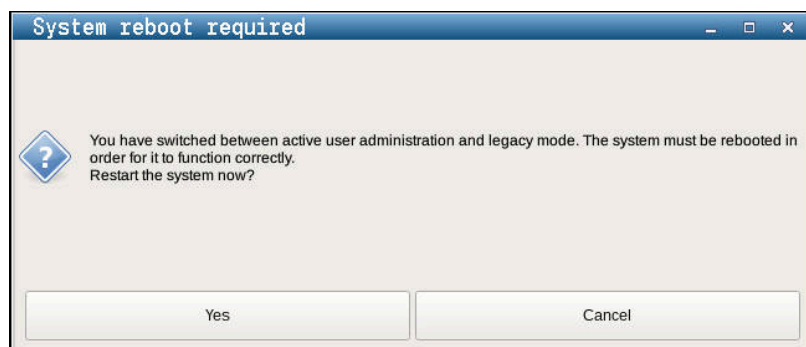 System reboot required
You have switched between active user administration and legacy mode. The system must be rebooted in
order for it to function correctly.
Restart the system now?
Yes
Cancel